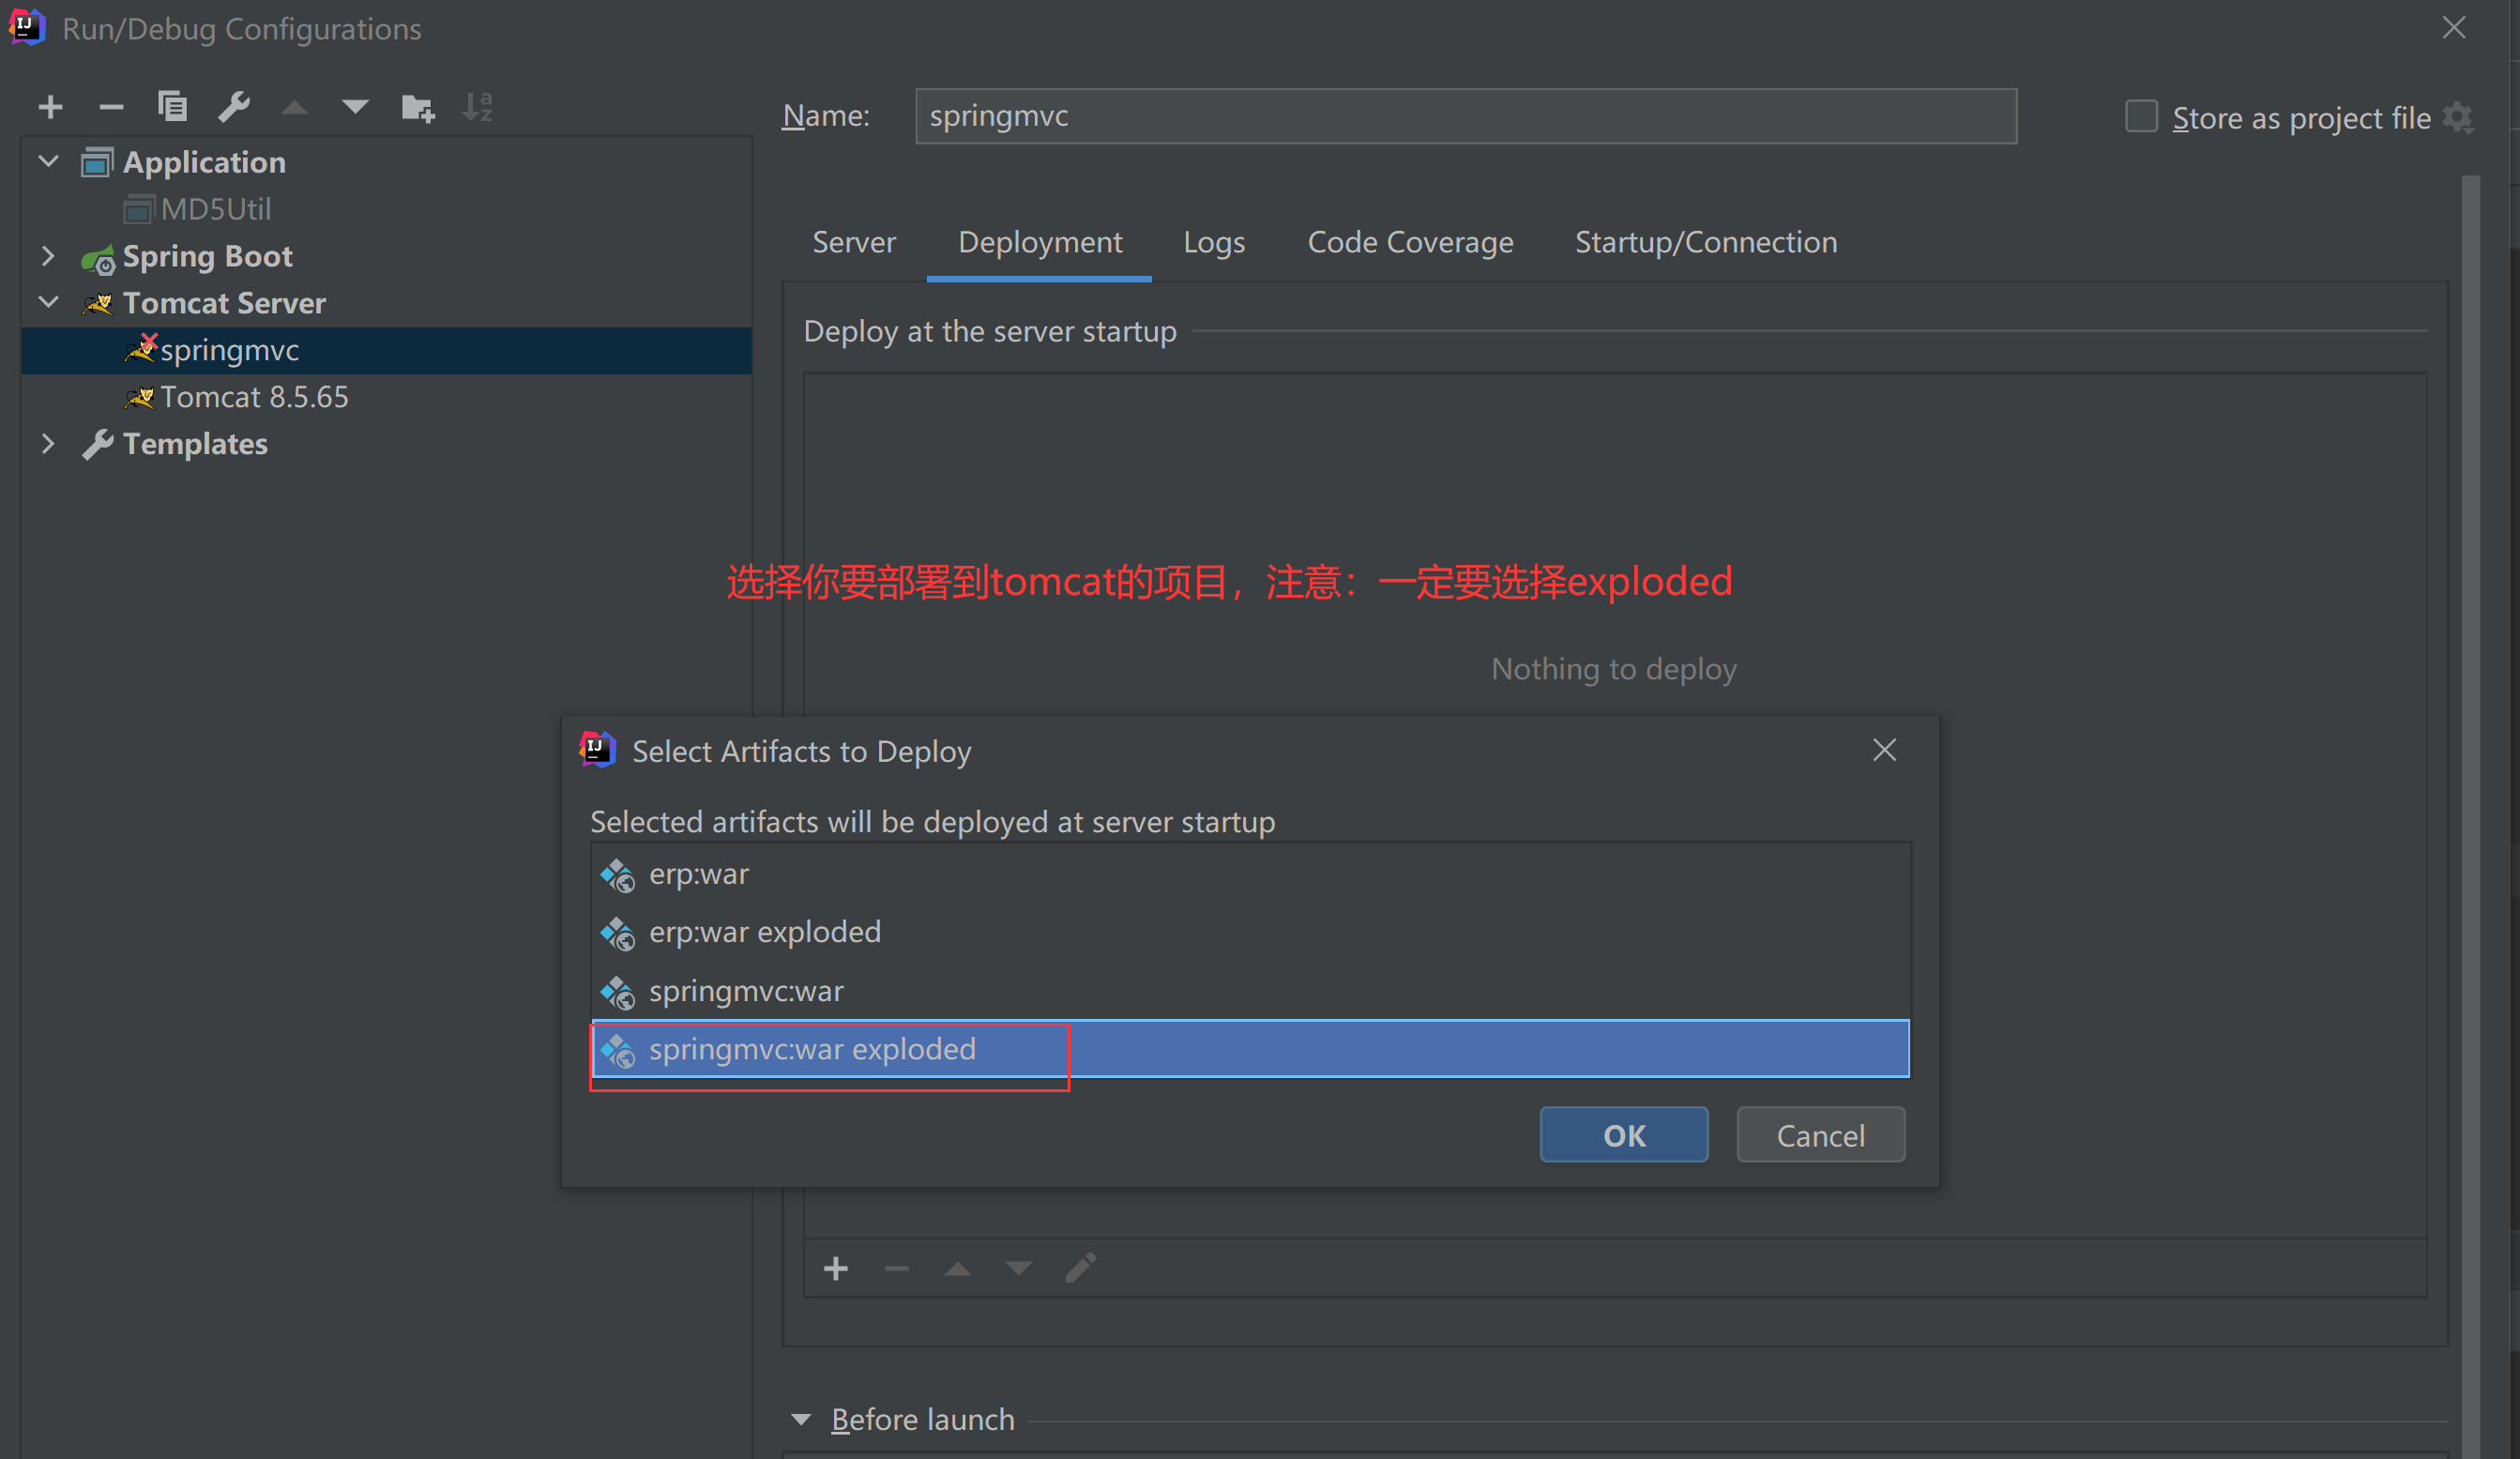 Run/Debug Configurations
Application
MD5Util
Spring Boot
Tomcat Server
springmvc
Tomcat 8.5.65
Templates
Name: springmvc
Store as project file
Server Deployment Logs Code Coverage Startup/Connection
Deploy at the server startup
选择你要部署到tomcat的项目，注意：一定要选择exploded
Nothing to deploy
Select Artifacts to Deploy
Selected artifacts will be deployed at server startup
erp:war
erp:war exploded
springmvc:war
springmvc:war exploded
OK Cancel
Before launch